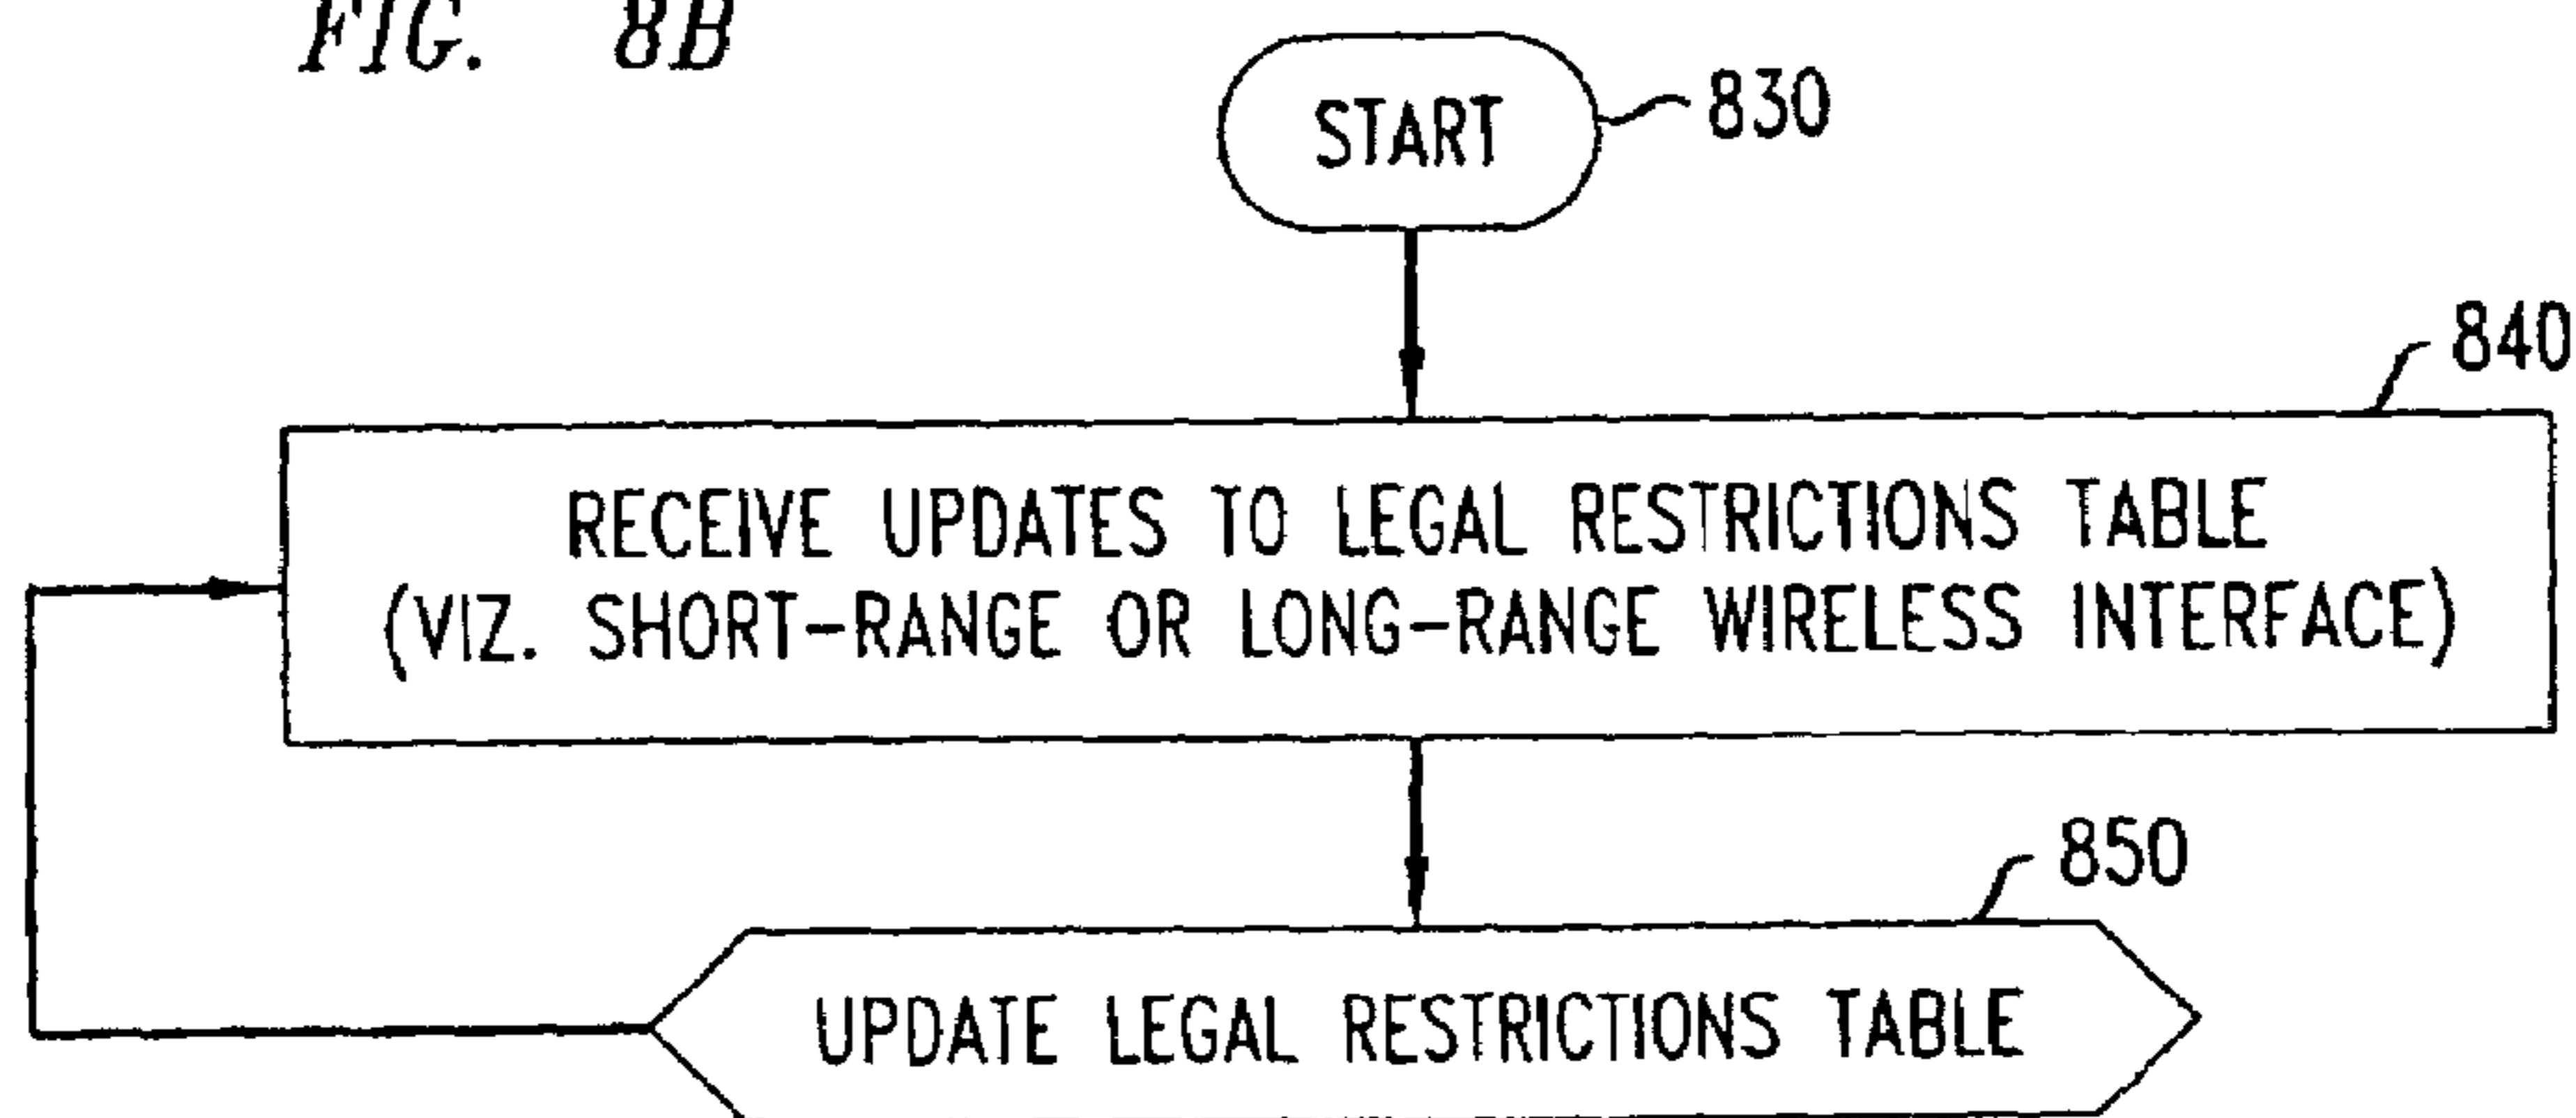 FIG. 8B
START
830
840
RECEIVE UPDATES TO LEGAL RESTRICTIONS TABLE
(VIZ. SHORT-RANGE OR LONG-RANGE WIRELESS INTERFACE)
850
UPDATE LEGAL RESTRICTIONS TABLE